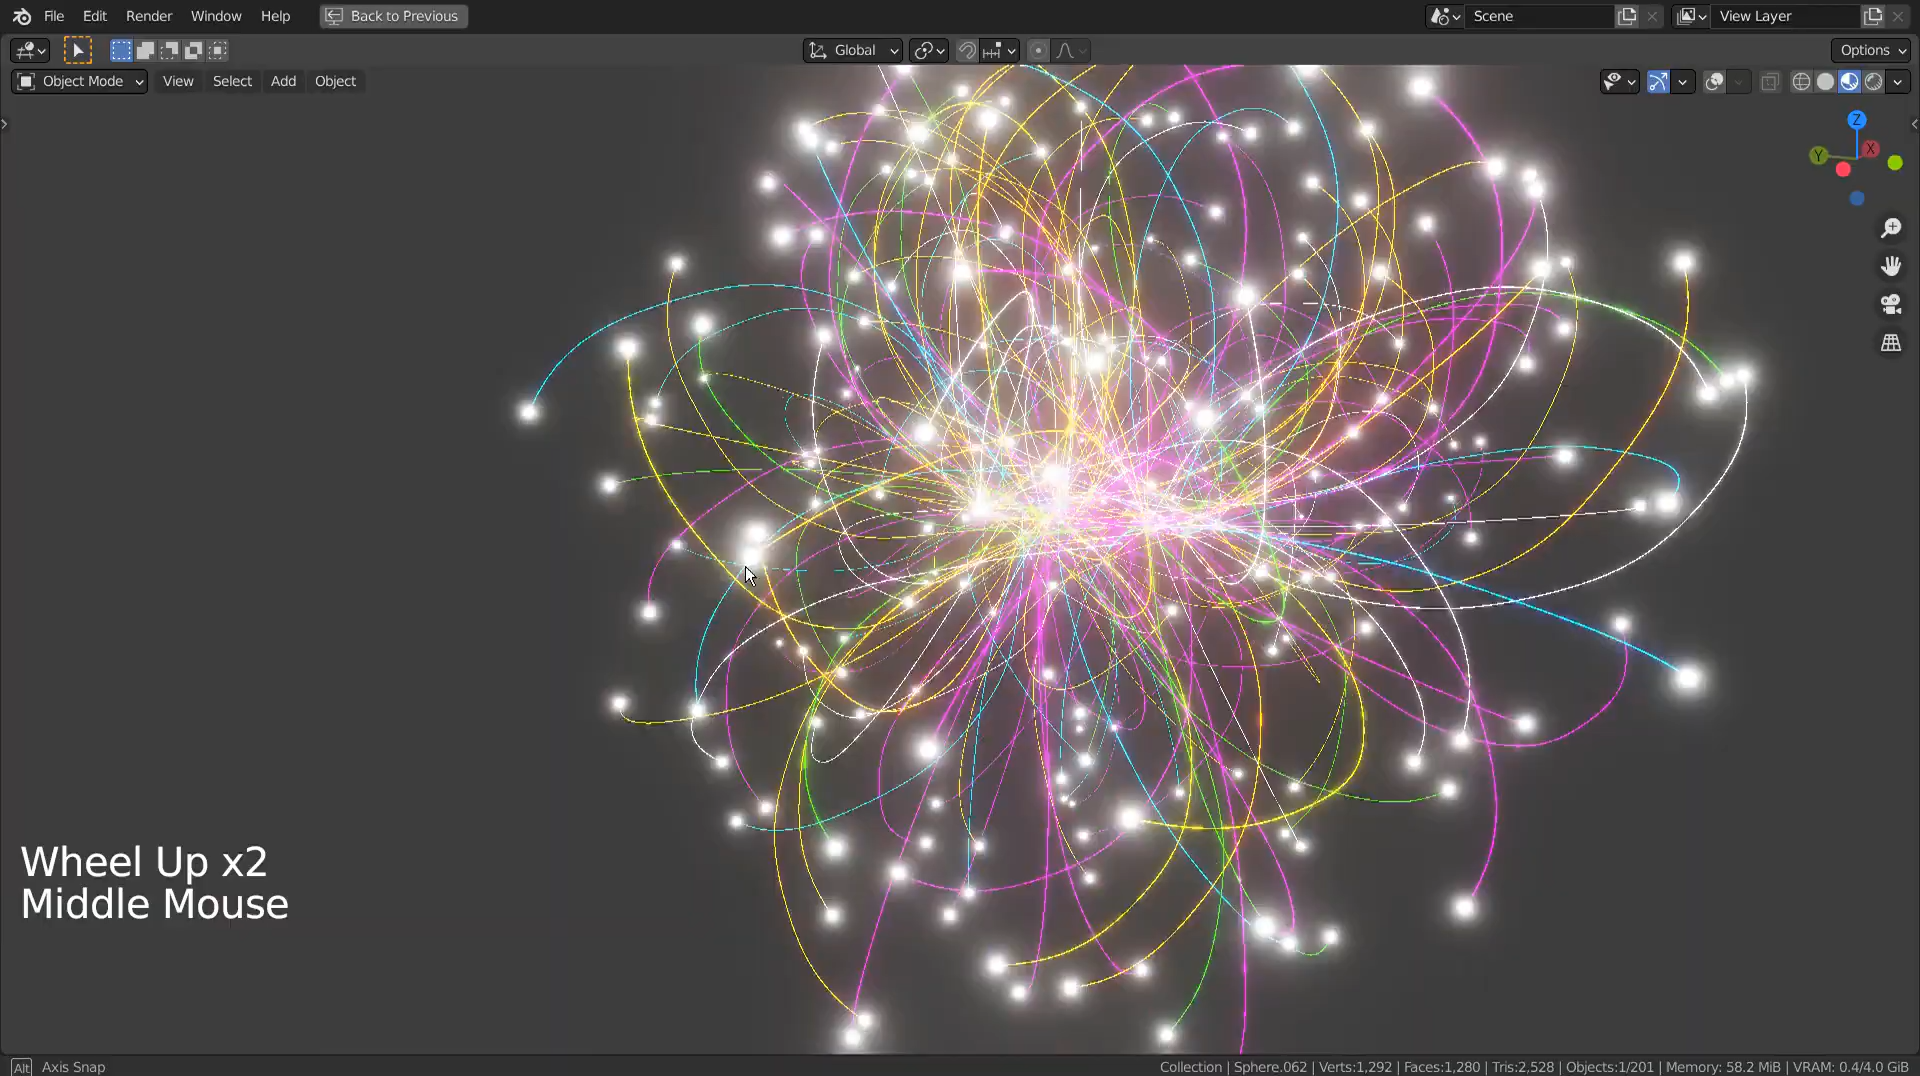 File Edit Render Window Help Back to Previous Scene View Layer
Global Options
Object Mode View Select Add Object
Z
Y X
Wheel Up x2
Middle Mouse
Alt Axis Snap Collection | Sphere.062 | Verts:1,292 | Faces:1,280 | Tris:2,528 | Objects:1/201 | Memory: 58.2 MiB | VRAM: 0.4/4.0 GiB